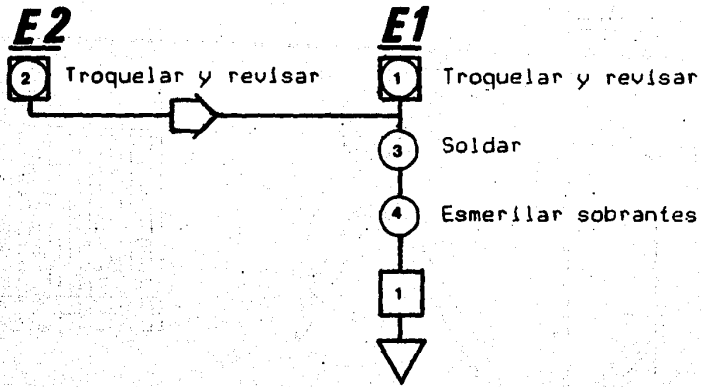 E2 E1
2 Troquelar y revisar 1 Troquelar y revisar
3 Soldar
4 Esmerilar sobrantes
1